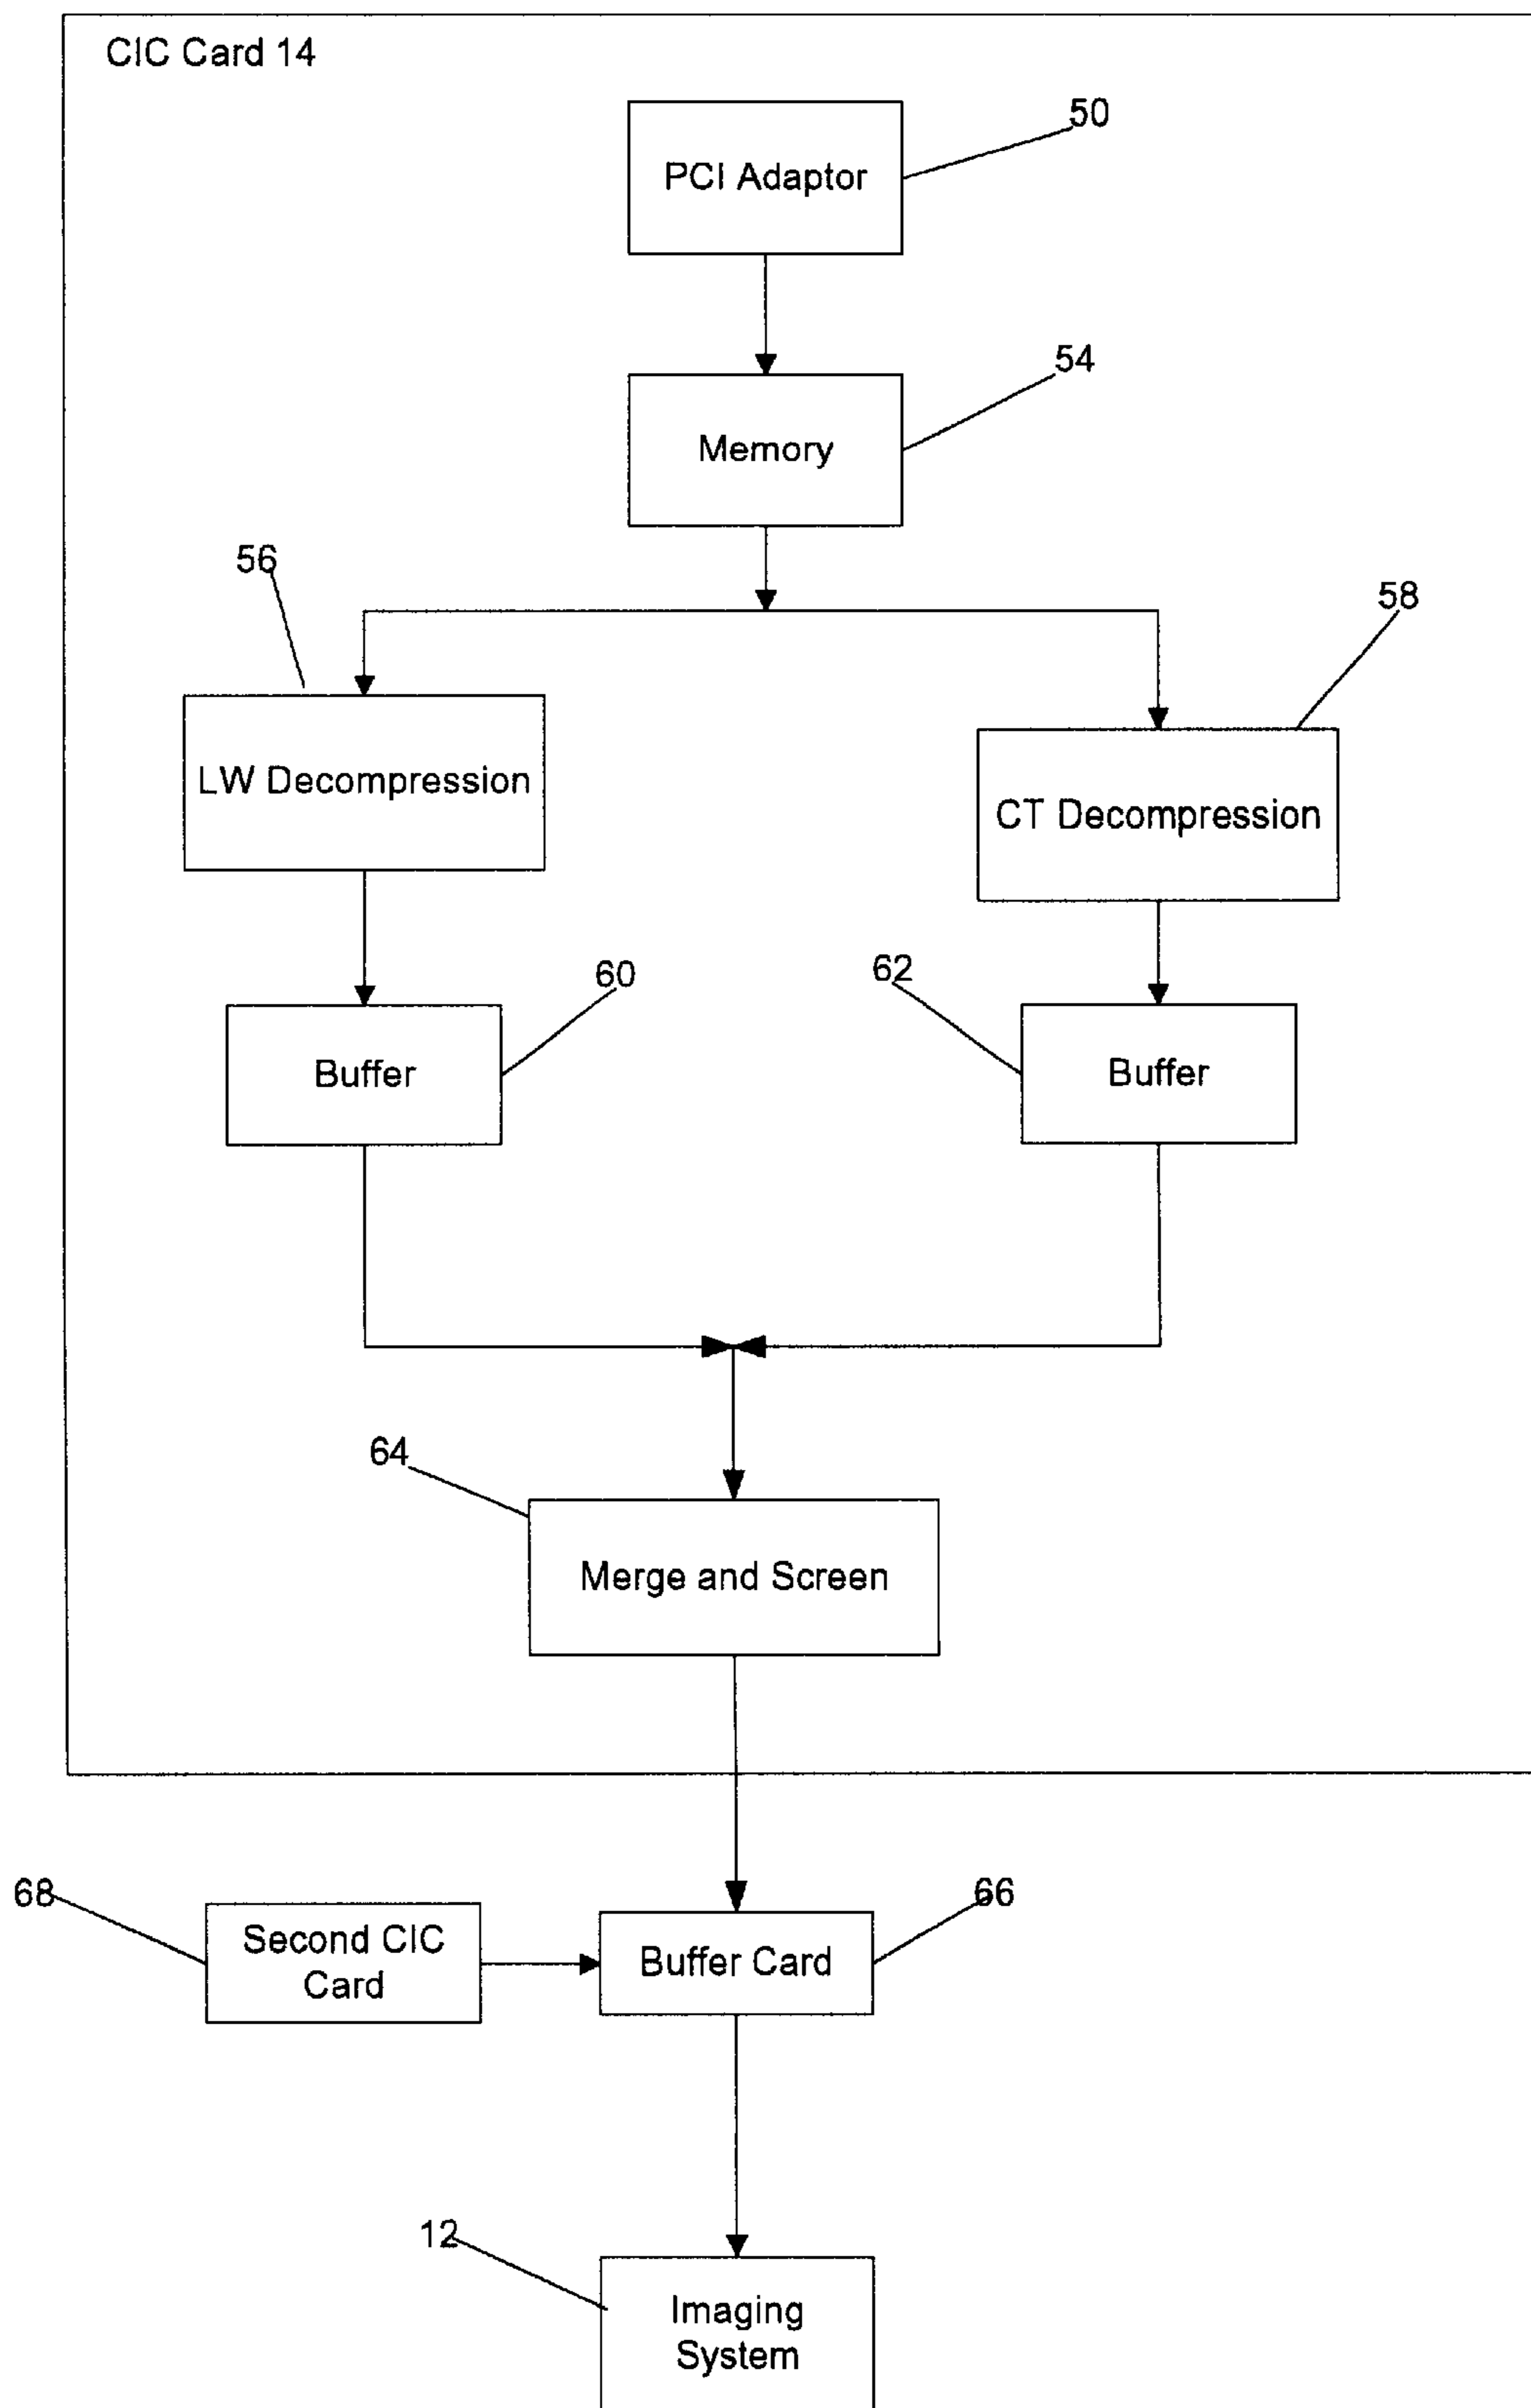 CIC Card 14
50
PCI Adaptor
54
Memory
56
58
LW Decompression
CT Decompression
60
62
Buffer
Buffer
64
Merge and Screen
68
66
Second CIC
Card
Buffer Card
12
Imaging
System